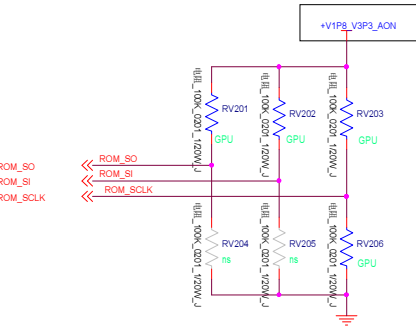 +V1P8_V3P3_AON
电阻_100K_0201_1/20W_J
RV201
GPU
电阻_100K_0201_1/20W_J
RV202
GPU
电阻_100K_0201_1/20W_J
RV203
GPU
ROM_SO
ROM_SO
ROM_SI
ROM_SI
ROM_SCLK
ROM_SCLK
电阻_100K_0201_1/20W_J
RV204
ns
电阻_100K_0201_1/20W_J
RV205
ns
电阻_100K_0201_1/20W_J
RV206
GPU